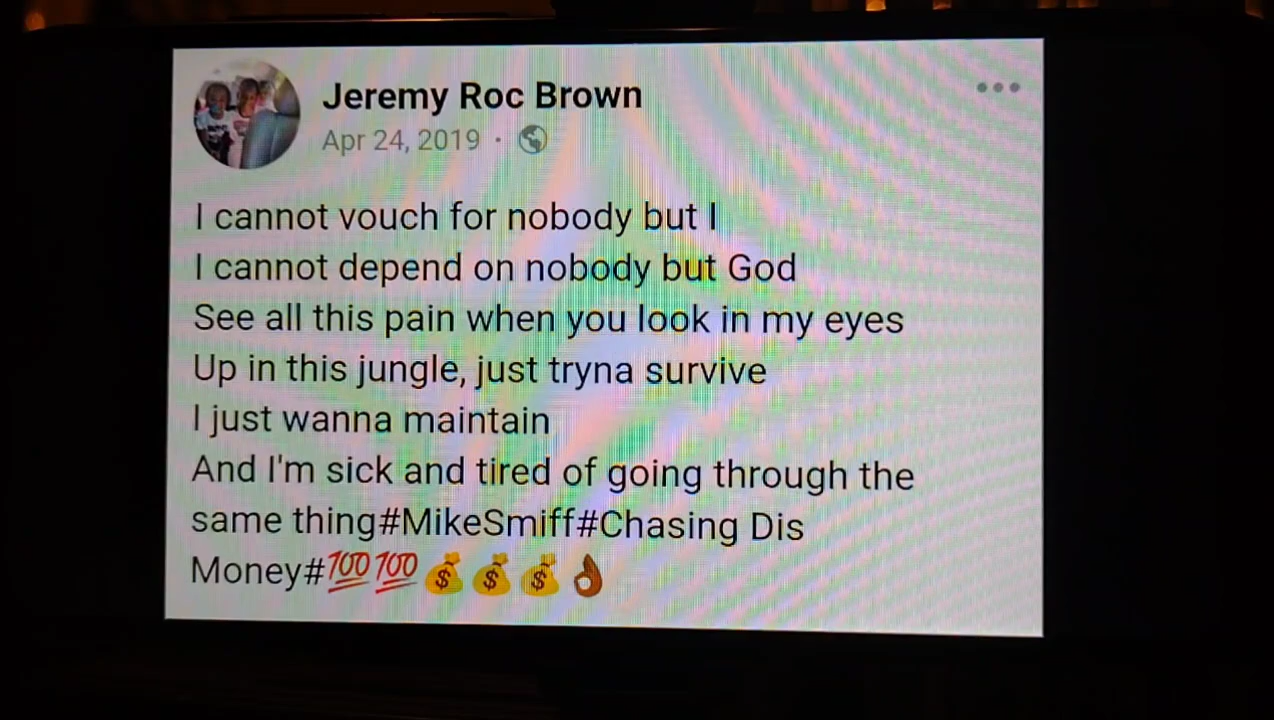 Jeremy Roc Brown
Apr 24, 2019 ·
I cannot vouch for nobody but I
I cannot depend on nobody but God
See all this pain when you look in my eyes
Up in this jungle, just tryna survive
I just wanna maintain
And I'm sick and tired of going through the
same thing#MikeSmiff#Chasing Dis
Money#💯💯💰💰💰👌🏾